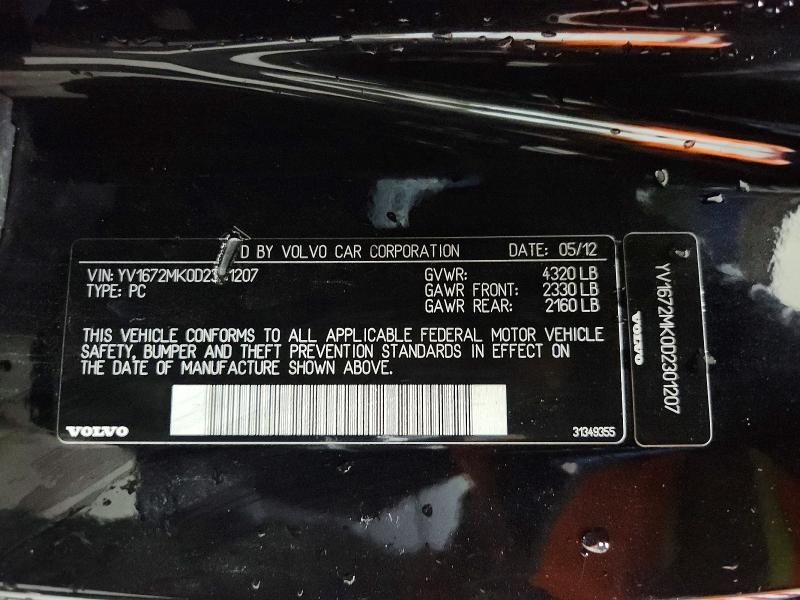 D BY VOLVO CAR CORPORATION DATE: 05/12
VIN: YV1672MK0D23 1207 GVWR: 4320 LB
TYPE: PC GAWR FRONT: 2330 LB
GAWR REAR: 2160 LB
THIS VEHICLE CONFORMS TO ALL APPLICABLE FEDERAL MOTOR VEHICLE
SAFETY, BUMPER AND THEFT PREVENTION STANDARDS IN EFFECT ON
THE DATE OF MANUFACTURE SHOWN ABOVE.
VOLVO 31349355
YV1672MK0D2301207
VOLVO